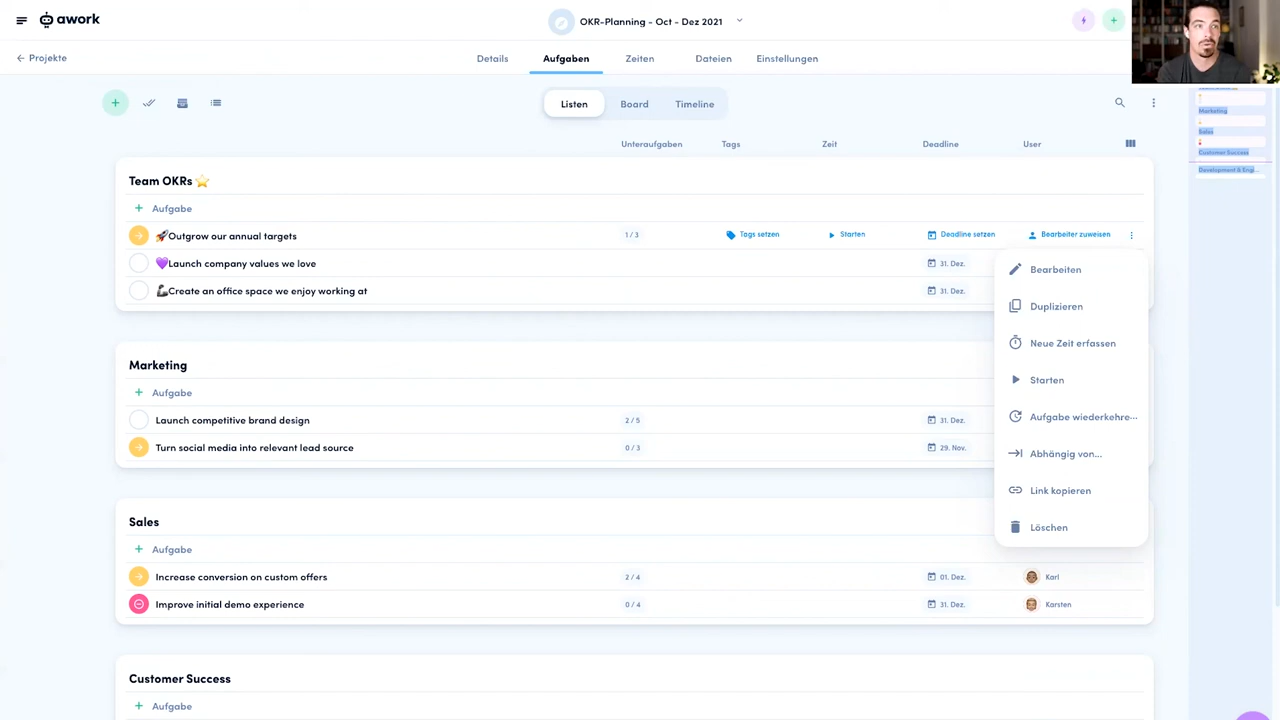 awork
OKR-Planning - Oct - Dez 2021
Projekte
Details
Aufgaben
Zeiten
Dateien
Einstellungen
Listen
Board
Timeline
Unteraufgaben
Tags
Zeit
Deadline
User
Team OKRs
Aufgabe
Outgrow our annual targets
1 / 3
Tags setzen
Starten
Deadline setzen
Bearbeiter zuweisen
Launch company values we love
31. Dez.
Create an office space we enjoy working at
31. Dez.
Bearbeiten
Duplizieren
Neue Zeit erfassen
Starten
Aufgabe wiederkehre...
Abhängig von...
Link kopieren
Löschen
Marketing
Aufgabe
Launch competitive brand design
2 / 5
31. Dez.
Turn social media into relevant lead source
0 / 3
29. Nov.
Sales
Aufgabe
Increase conversion on custom offers
2 / 4
01. Dez.
Karl
Improve initial demo experience
0 / 4
31. Dez.
Karsten
Customer Success
Aufgabe
Marketing
Sales
Customer Success
Development & Engi...